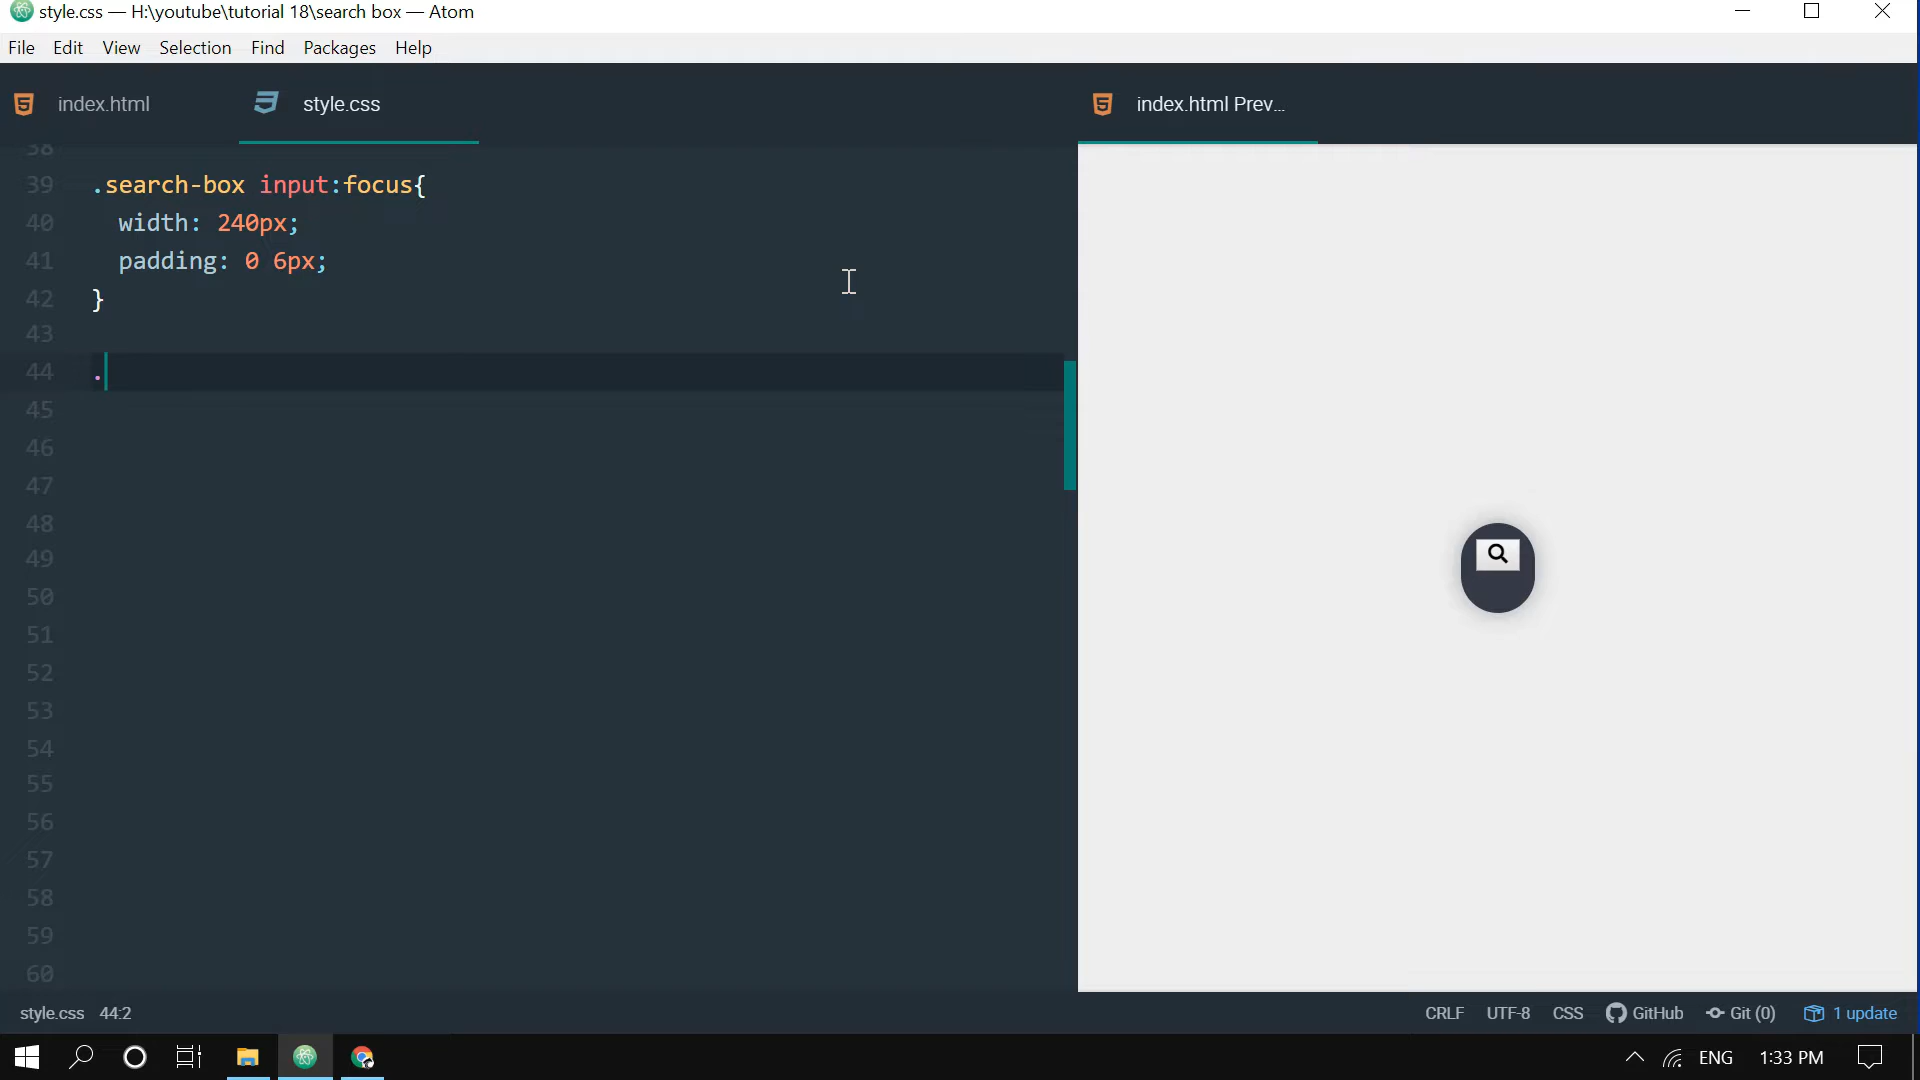 style.css — H:\youtube\tutorial 18\search box — Atom
File Edit View Selection Find Packages Help
index.html style.css index.html Prev...
38
39 .search-box input:focus{
40 width: 240px;
41 padding: 0 6px;
42 }
43
44 .
45
46
47
48
49
50
51
52
53
54
55
56
57
58
59
60
style.css 44:2 CRLF UTF-8 CSS GitHub Git (0) 1 update
ENG 1:33 PM